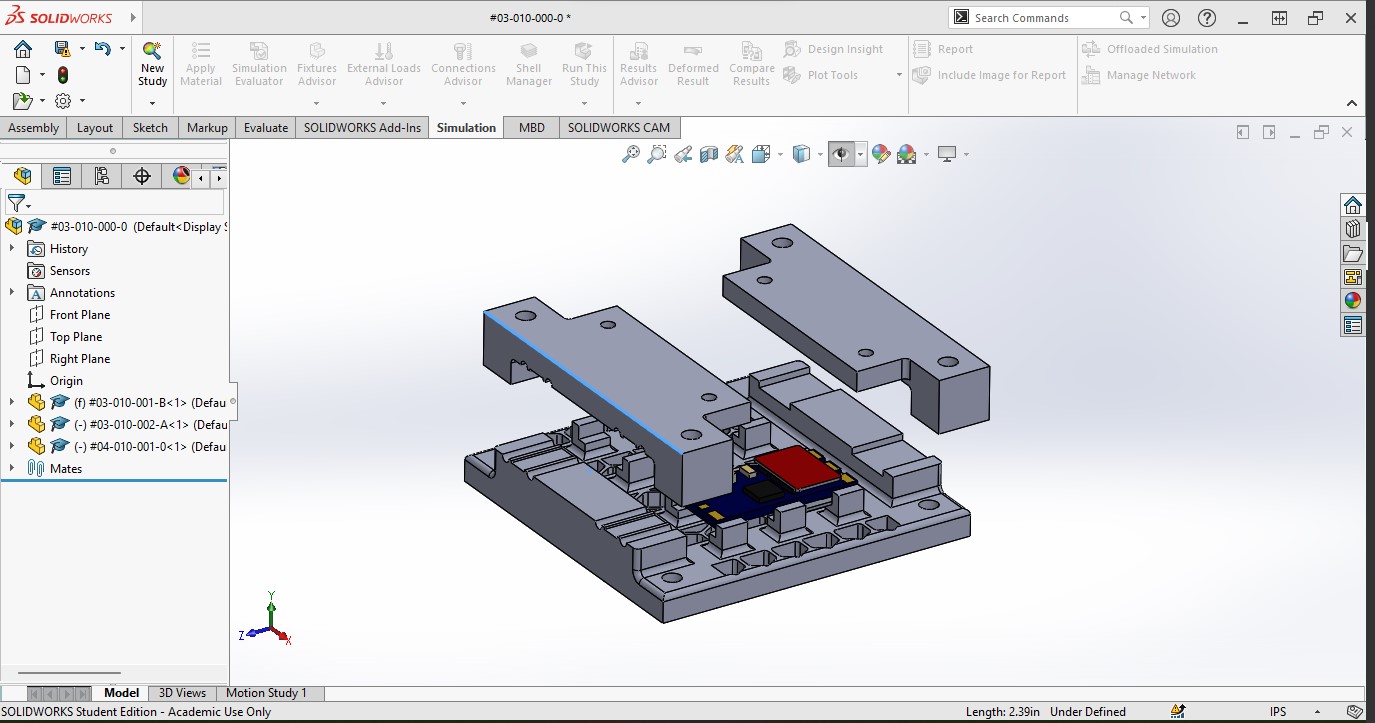 SOLIDWORKS
#03-010-000-0 *
Search Commands
New Study
Apply Material
Simulation Evaluator
Fixtures Advisor
External Loads Advisor
Connections Advisor
Shell Manager
Run This Study
Results Advisor
Deformed Result
Compare Results
Design Insight
Plot Tools
Report
Include Image for Report
Offloaded Simulation
Manage Network
Assembly
Layout
Sketch
Markup
Evaluate
SOLIDWORKS Add-Ins
Simulation
MBD
SOLIDWORKS CAM
#03-010-000-0 (Default<Display S
History
Sensors
A Annotations
Front Plane
Top Plane
Right Plane
Origin
(f) #03-010-001-B<1> (Defau
(-) #03-010-002-A<1> (Defau
(-) #04-010-001-0<1> (Defau
Mates
Y
Z
X
Model
3D Views
Motion Study 1
SOLIDWORKS Student Edition - Academic Use Only
Length: 2.39in
Under Defined
IPS